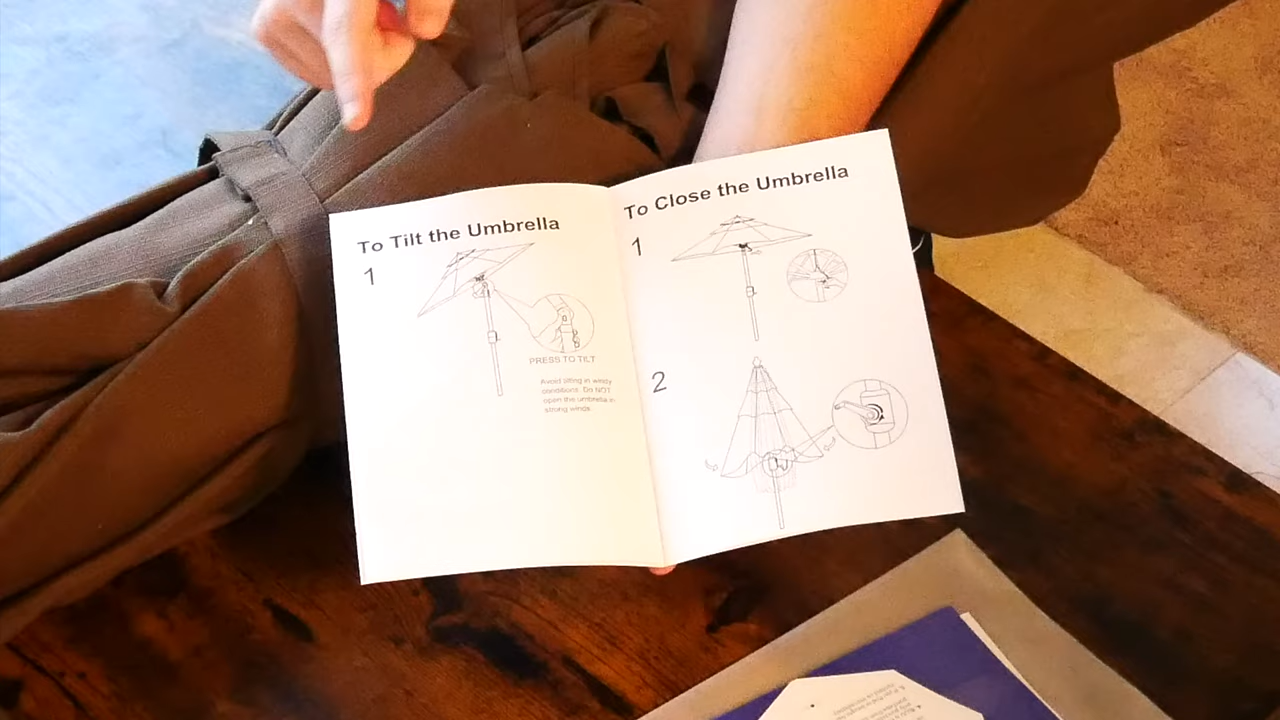 To Tilt the Umbrella
1
PRESS TO TILT
Avoid tilting in windy
conditions. Do NOT
open the umbrella in
strong winds.
To Close the Umbrella
1
2